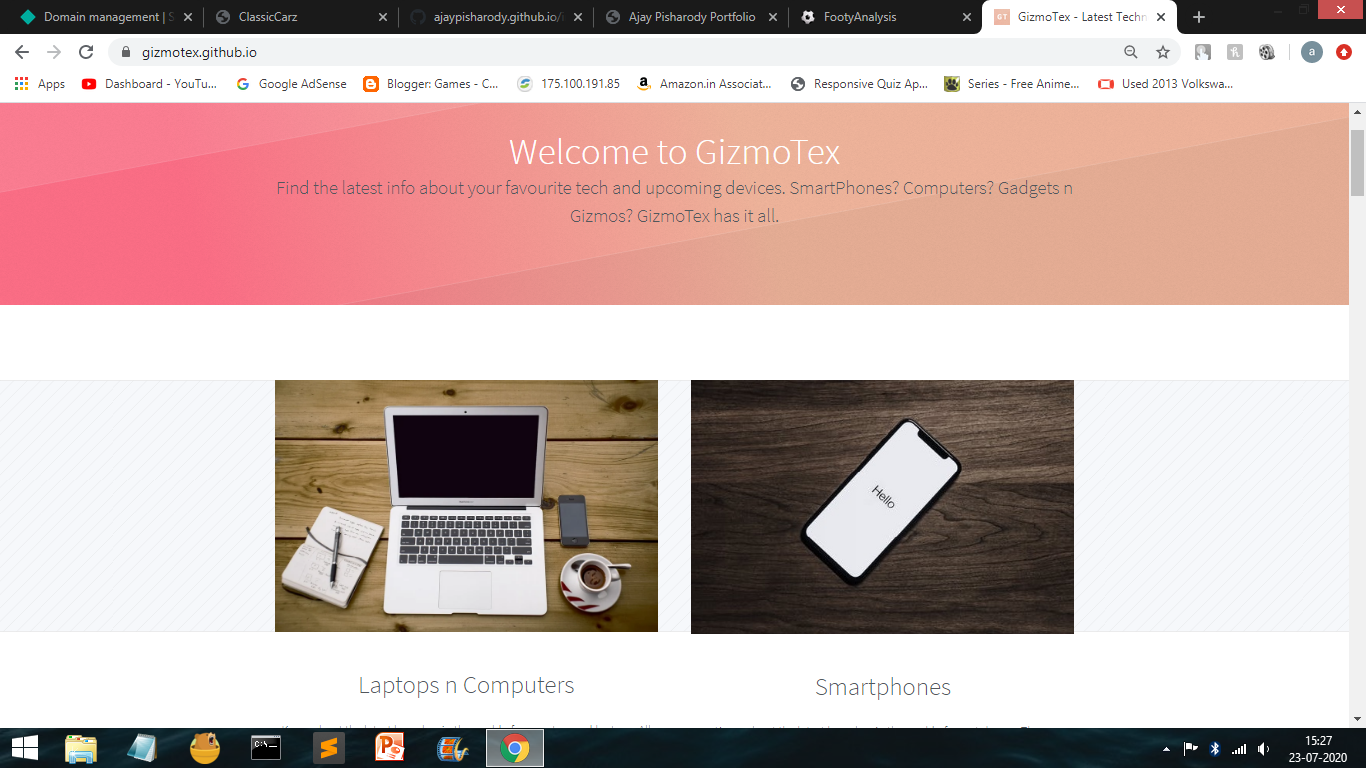 Domain management | S
ClassicCarz
ajaypisharody.github.io/i
Ajay Pisharody Portfolio
FootyAnalysis
GizmoTex - Latest Techn
gizmotex.github.io
a
Apps
Dashboard - YouTu...
Google AdSense
Blogger: Games - C...
175.100.191.85
Amazon.in Associat...
Responsive Quiz Ap...
Series - Free Anime...
Used 2013 Volkswa...
Welcome to GizmoTex
Find the latest info about your favourite tech and upcoming devices. SmartPhones? Computers? Gadgets n
Gizmos? GizmoTex has it all.
Hello
Laptops n Computers
Smartphones
15:27
23-07-2020